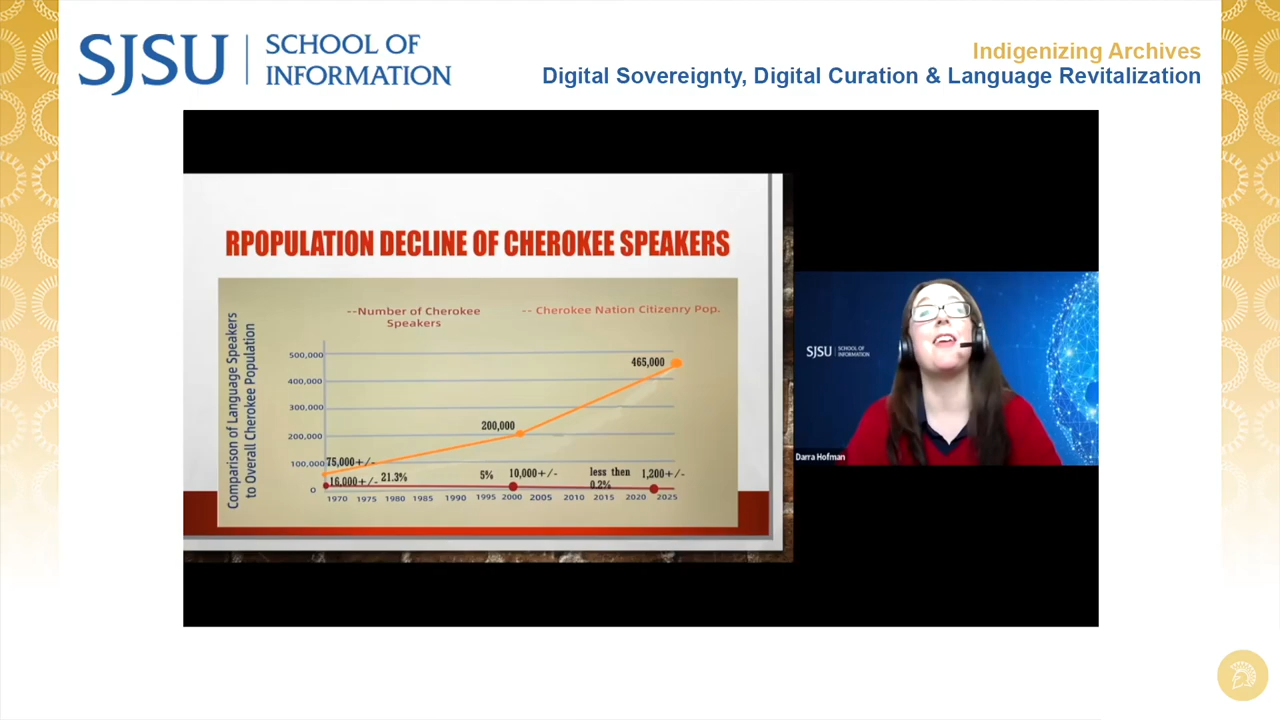 SJSU
SCHOOL OF
INFORMATION
Indigenizing Archives
Digital Sovereignty, Digital Curation & Language Revitalization
RPOPULATION DECLINE OF CHEROKEE SPEAKERS
Comparison of Language Speakers
to Overall Cherokee Population
--Number of Cherokee
Speakers
-- Cherokee Nation Citizenry Pop.
500,000
400,000
300,000
200,000
100,000
0
465,000
200,000
75,000+/-
16,000+/-
21.3%
5%
10,000+/-
less then
0.2%
1,200+/-
1970 1975 1980 1985 1990 1995 2000 2005 2010 2015 2020 2025
SJSU
SCHOOL OF
INFORMATION
Darra Hofman